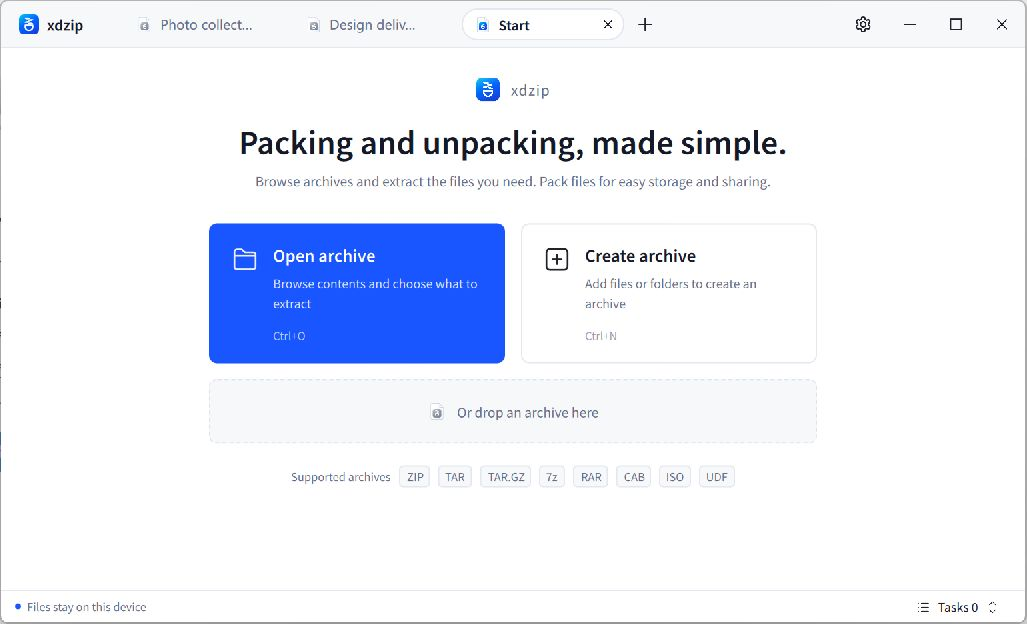 xdzip
Photo collect...
Design deliv...
Start
xdzip
Packing and unpacking, made simple.
Browse archives and extract the files you need. Pack files for easy storage and sharing.
Open archive
Browse contents and choose what to
extract
Ctrl+O
Create archive
Add files or folders to create an
archive
Ctrl+N
Or drop an archive here
Supported archives ZIP TAR TAR.GZ 7z RAR CAB ISO UDF
Files stay on this device
Tasks 0